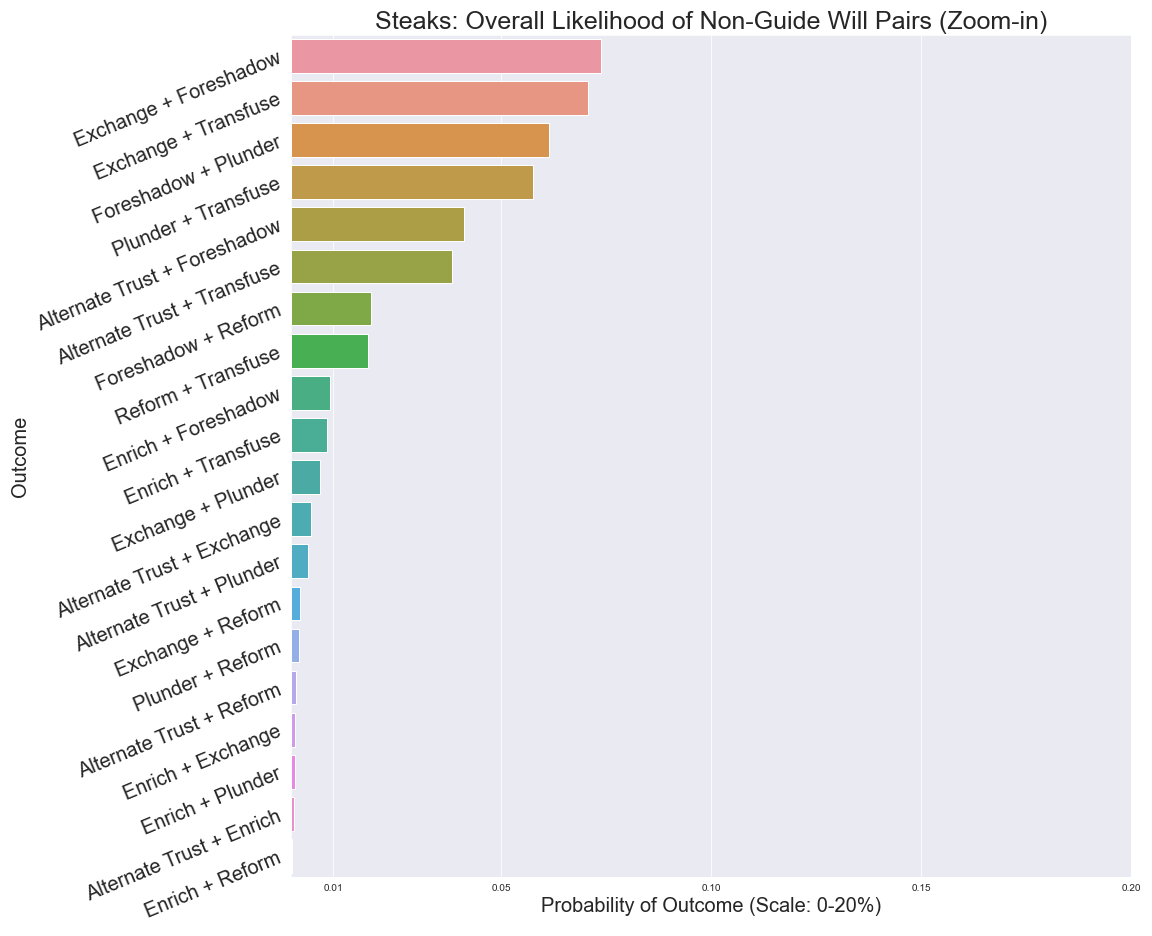 Steaks: Overall Likelihood of Non-Guide Will Pairs (Zoom-in)
Exchange + Foreshadow
Exchange + Transfuse
Foreshadow + Plunder
Plunder + Transfuse
Alternate Trust + Foreshadow
Alternate Trust + Transfuse
Foreshadow + Reform
Reform + Transfuse
Enrich + Foreshadow
Enrich + Transfuse
Exchange + Plunder
Alternate Trust + Exchange
Alternate Trust + Plunder
Exchange + Reform
Plunder + Reform
Alternate Trust + Reform
Enrich + Exchange
Enrich + Plunder
Alternate Trust + Enrich
Enrich + Reform
Outcome
0.01 0.05 0.10 0.15 0.20
Probability of Outcome (Scale: 0-20%)